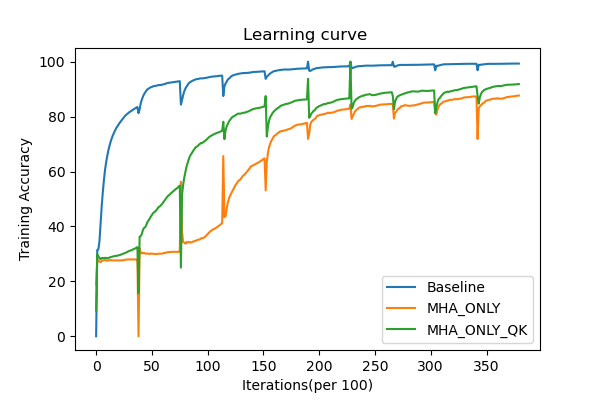 Learning curve
Training Accuracy
100
80
60
40
20
0
0 50 100 150 200 250 300 350
Iterations(per 100)
Baseline
MHA_ONLY
MHA_ONLY_QK